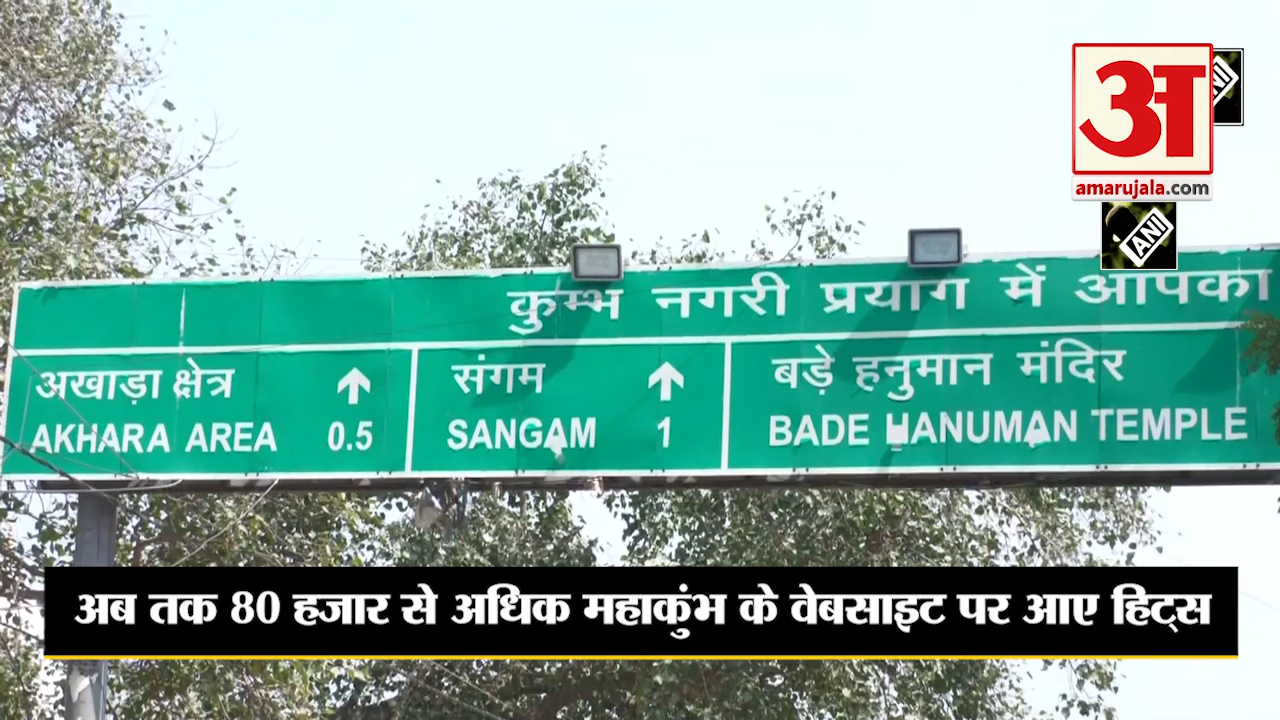 अ
amarujala.com
ANI
कुम्भ नगरी प्रयाग में आपका
अखाड़ा क्षेत्र
AKHARA AREA 0.5
संगम
SANGAM 1
बड़े हनुमान मंदिर
BADE HANUMAN TEMPLE
अब तक 80 हजार से अधिक महाकुंभ के वेबसाइट पर आए हिट्स